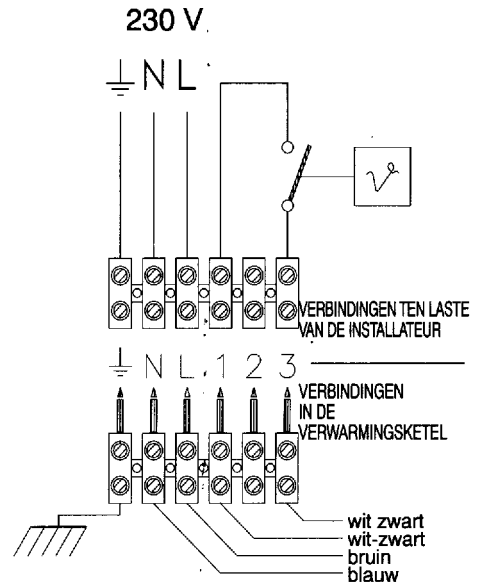 230 V
N L
VERBINDINGEN TEN LASTE
VAN DE INSTALLATEUR
N L 1 2 3
VERBINDINGEN
IN DE
VERWARMINGSKETEL
wit zwart
wit-zwart
bruin
blauw